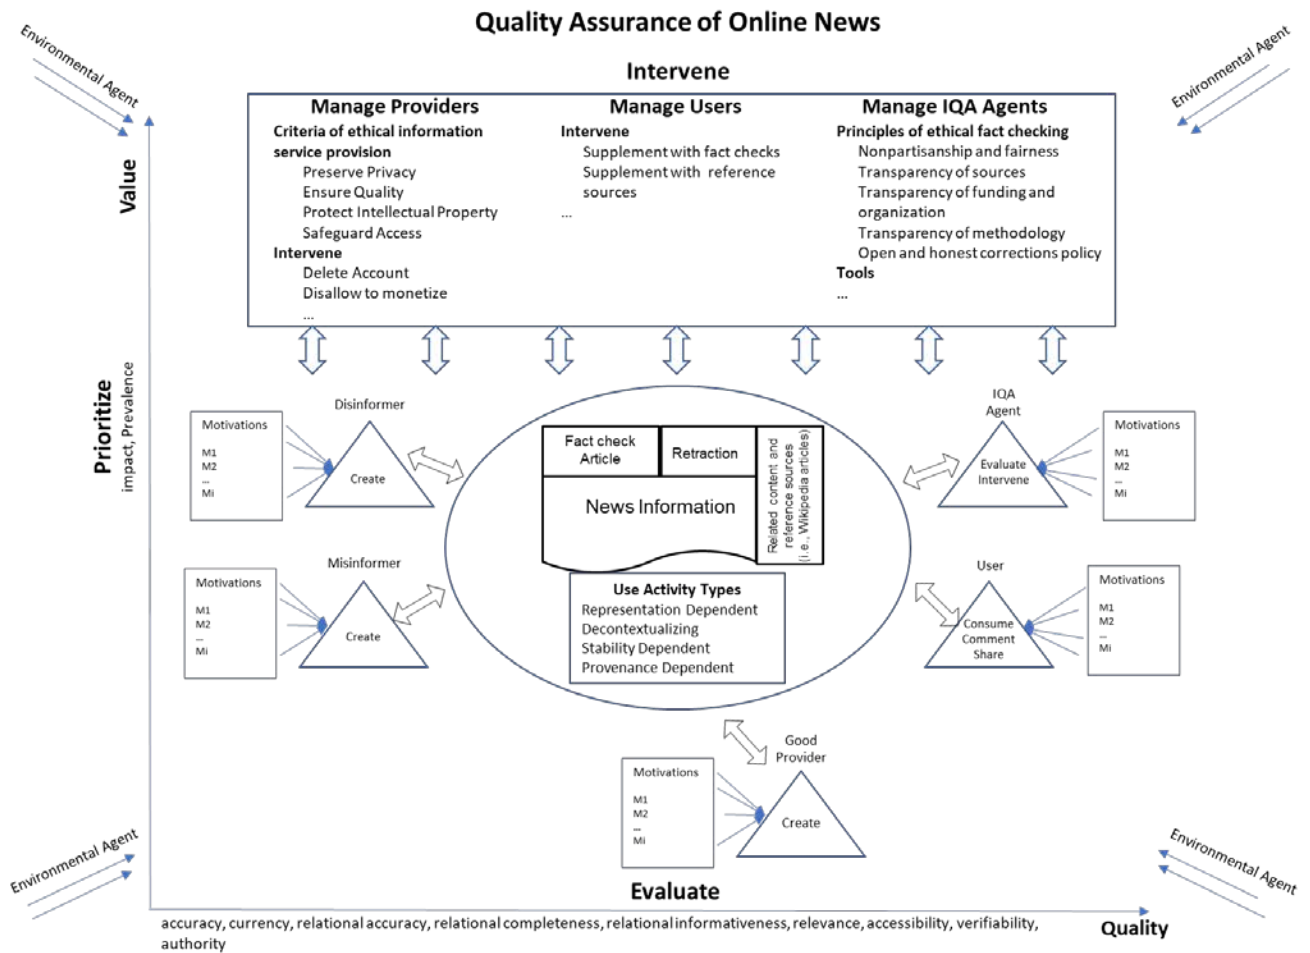 Quality Assurance of Online News
Environmental Agent
Environmental Agent
Intervene
Manage Providers
Criteria of ethical information
service provision
Preserve Privacy
Ensure Quality
Protect Intellectual Property
Safeguard Access
Intervene
Delete Account
Disallow to monetize
...
Manage Users
Intervene
Supplement with fact checks
Supplement with reference
sources
...
Manage IQA Agents
Principles of ethical fact checking
Nonpartisanship and fairness
Transparency of sources
Transparency of funding and
organization
Transparency of methodology
Open and honest corrections policy
Tools
...
Value
Prioritize
impact, Prevalence
Disinformer
Motivations
M1
M2
...
Mi
Create
Misinformer
Motivations
M1
M2
...
Mi
Create
Fact check
Article
Retraction
Related content and
reference sources
(i.e., Wikipedia articles)
News Information
Use Activity Types
Representation Dependent
Decontextualizing
Stability Dependent
Provenance Dependent
IQA
Agent
Evaluate
Intervene
Motivations
M1
M2
...
Mi
User
Consume
Comment
Share
Motivations
M1
M2
...
Mi
Good
Provider
Motivations
M1
M2
...
Mi
Create
Environmental Agent
Environmental Agent
Evaluate
accuracy, currency, relational accuracy, relational completeness, relational informativeness, relevance, accessibility, verifiability,
authority
Quality